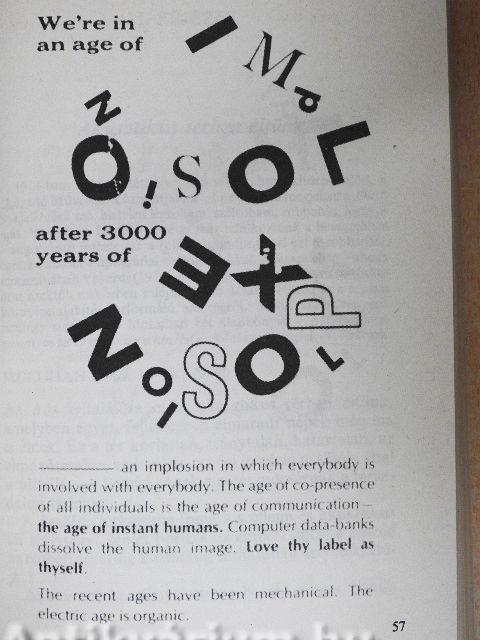 We're in
an age of
IMPLOSION
after 3000
years of
EXPLOSION
__________ an implosion in which everybody is
involved with everybody. The age of co-presence
of all individuals is the age of communication —
the age of instant humans. Computer data-banks
dissolve the human image. Love thy label as
thyself.
The recent ages have been mechanical. The
electric age is organic.
57